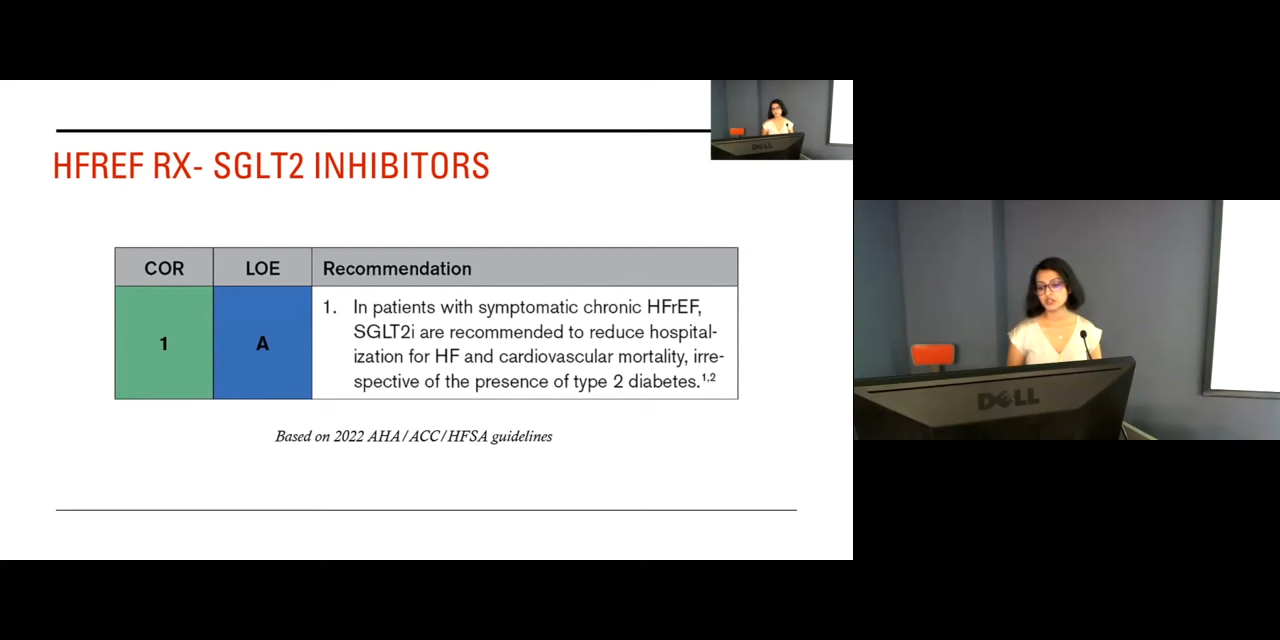 HFREF RX- SGLT2 INHIBITORS
COR LOE Recommendation
1 A 1. In patients with symptomatic chronic HFrEF,
SGLT2i are recommended to reduce hospital-
ization for HF and cardiovascular mortality, irre-
spective of the presence of type 2 diabetes.1,2
Based on 2022 AHA/ACC/HFSA guidelines
DELL
DELL